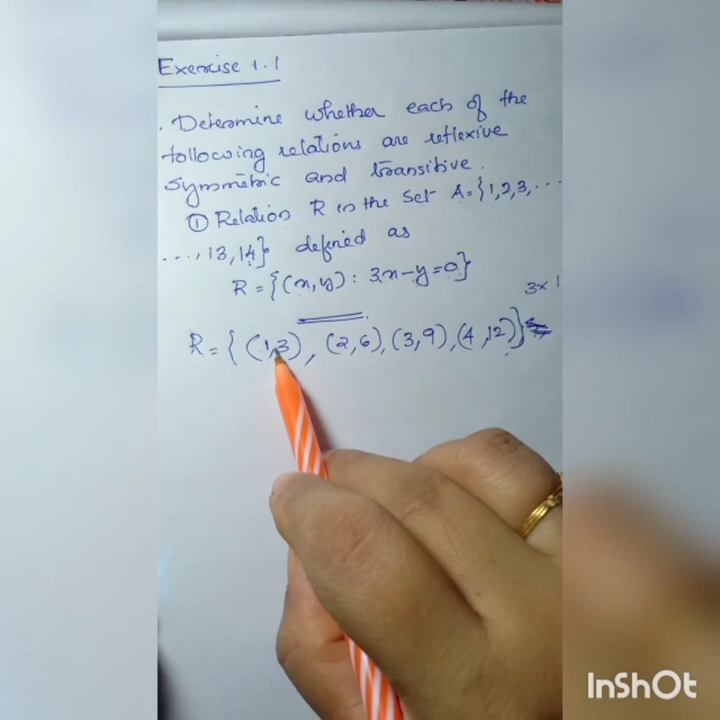 Exercise 1.1
. Determine whether each of the
following relations are reflexive
symmetric and transitive.
① Relation R in the set A = {1,2,3,...
...,13,14} defined as
R = {(x,y) : 3x-y=0}
3x1
R = { (1,3), (2,6), (3,9), (4,12)}
InShOt